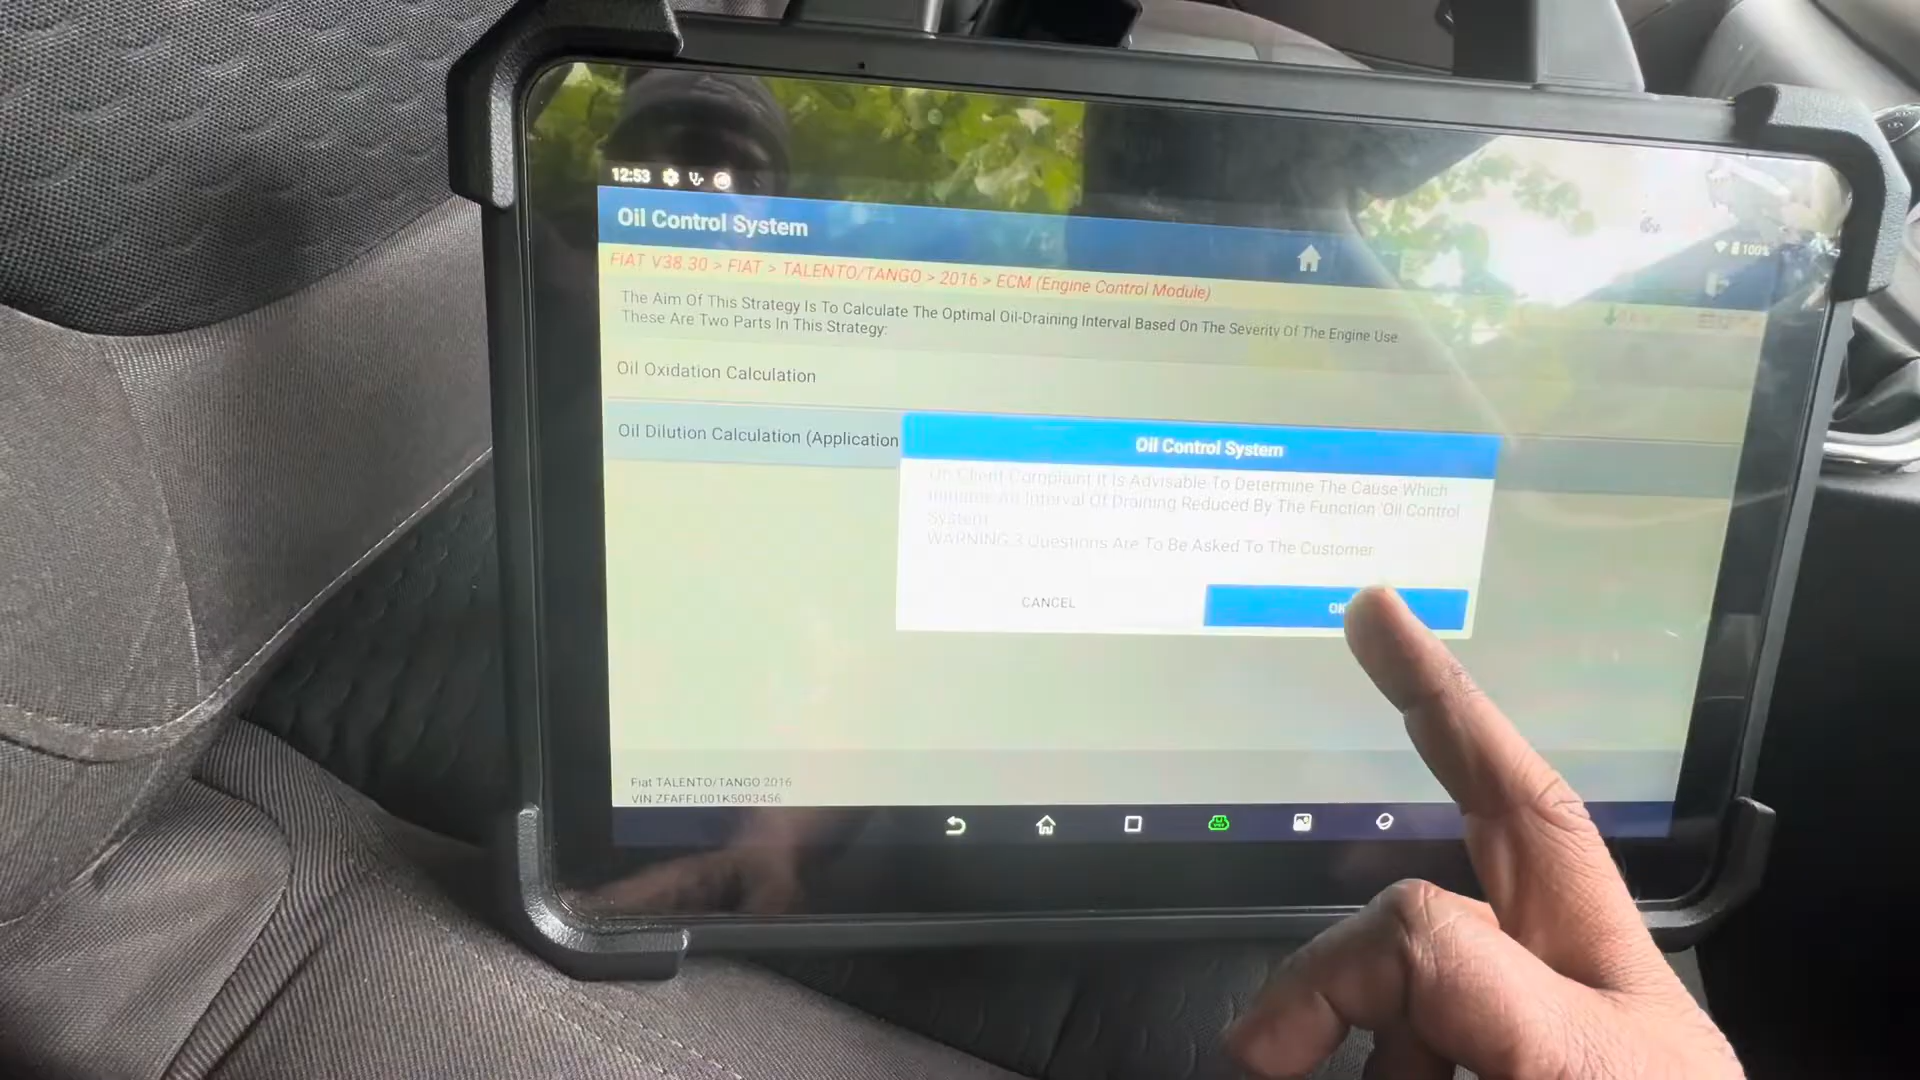 12:53
100%
Oil Control System
FIAT V38.30 > FIAT > TALENTO/TANGO > 2016 > ECM (Engine Control Module)
The Aim Of This Strategy Is To Calculate The Optimal Oil-Draining Interval Based On The Severity Of The Engine Use
These Are Two Parts In This Strategy:
Oil Oxidation Calculation
Oil Dilution Calculation (Application
Oil Control System
On Client Complaint It Is Advisable To Determine The Cause Which
An Interval Of Draining Reduced By The Function 'Oil Control
System
WARNING 3 Questions Are To Be Asked To The Customer
CANCEL
OK
Fiat TALENTO/TANGO 2016
VIN ZFAFFL001K5093456